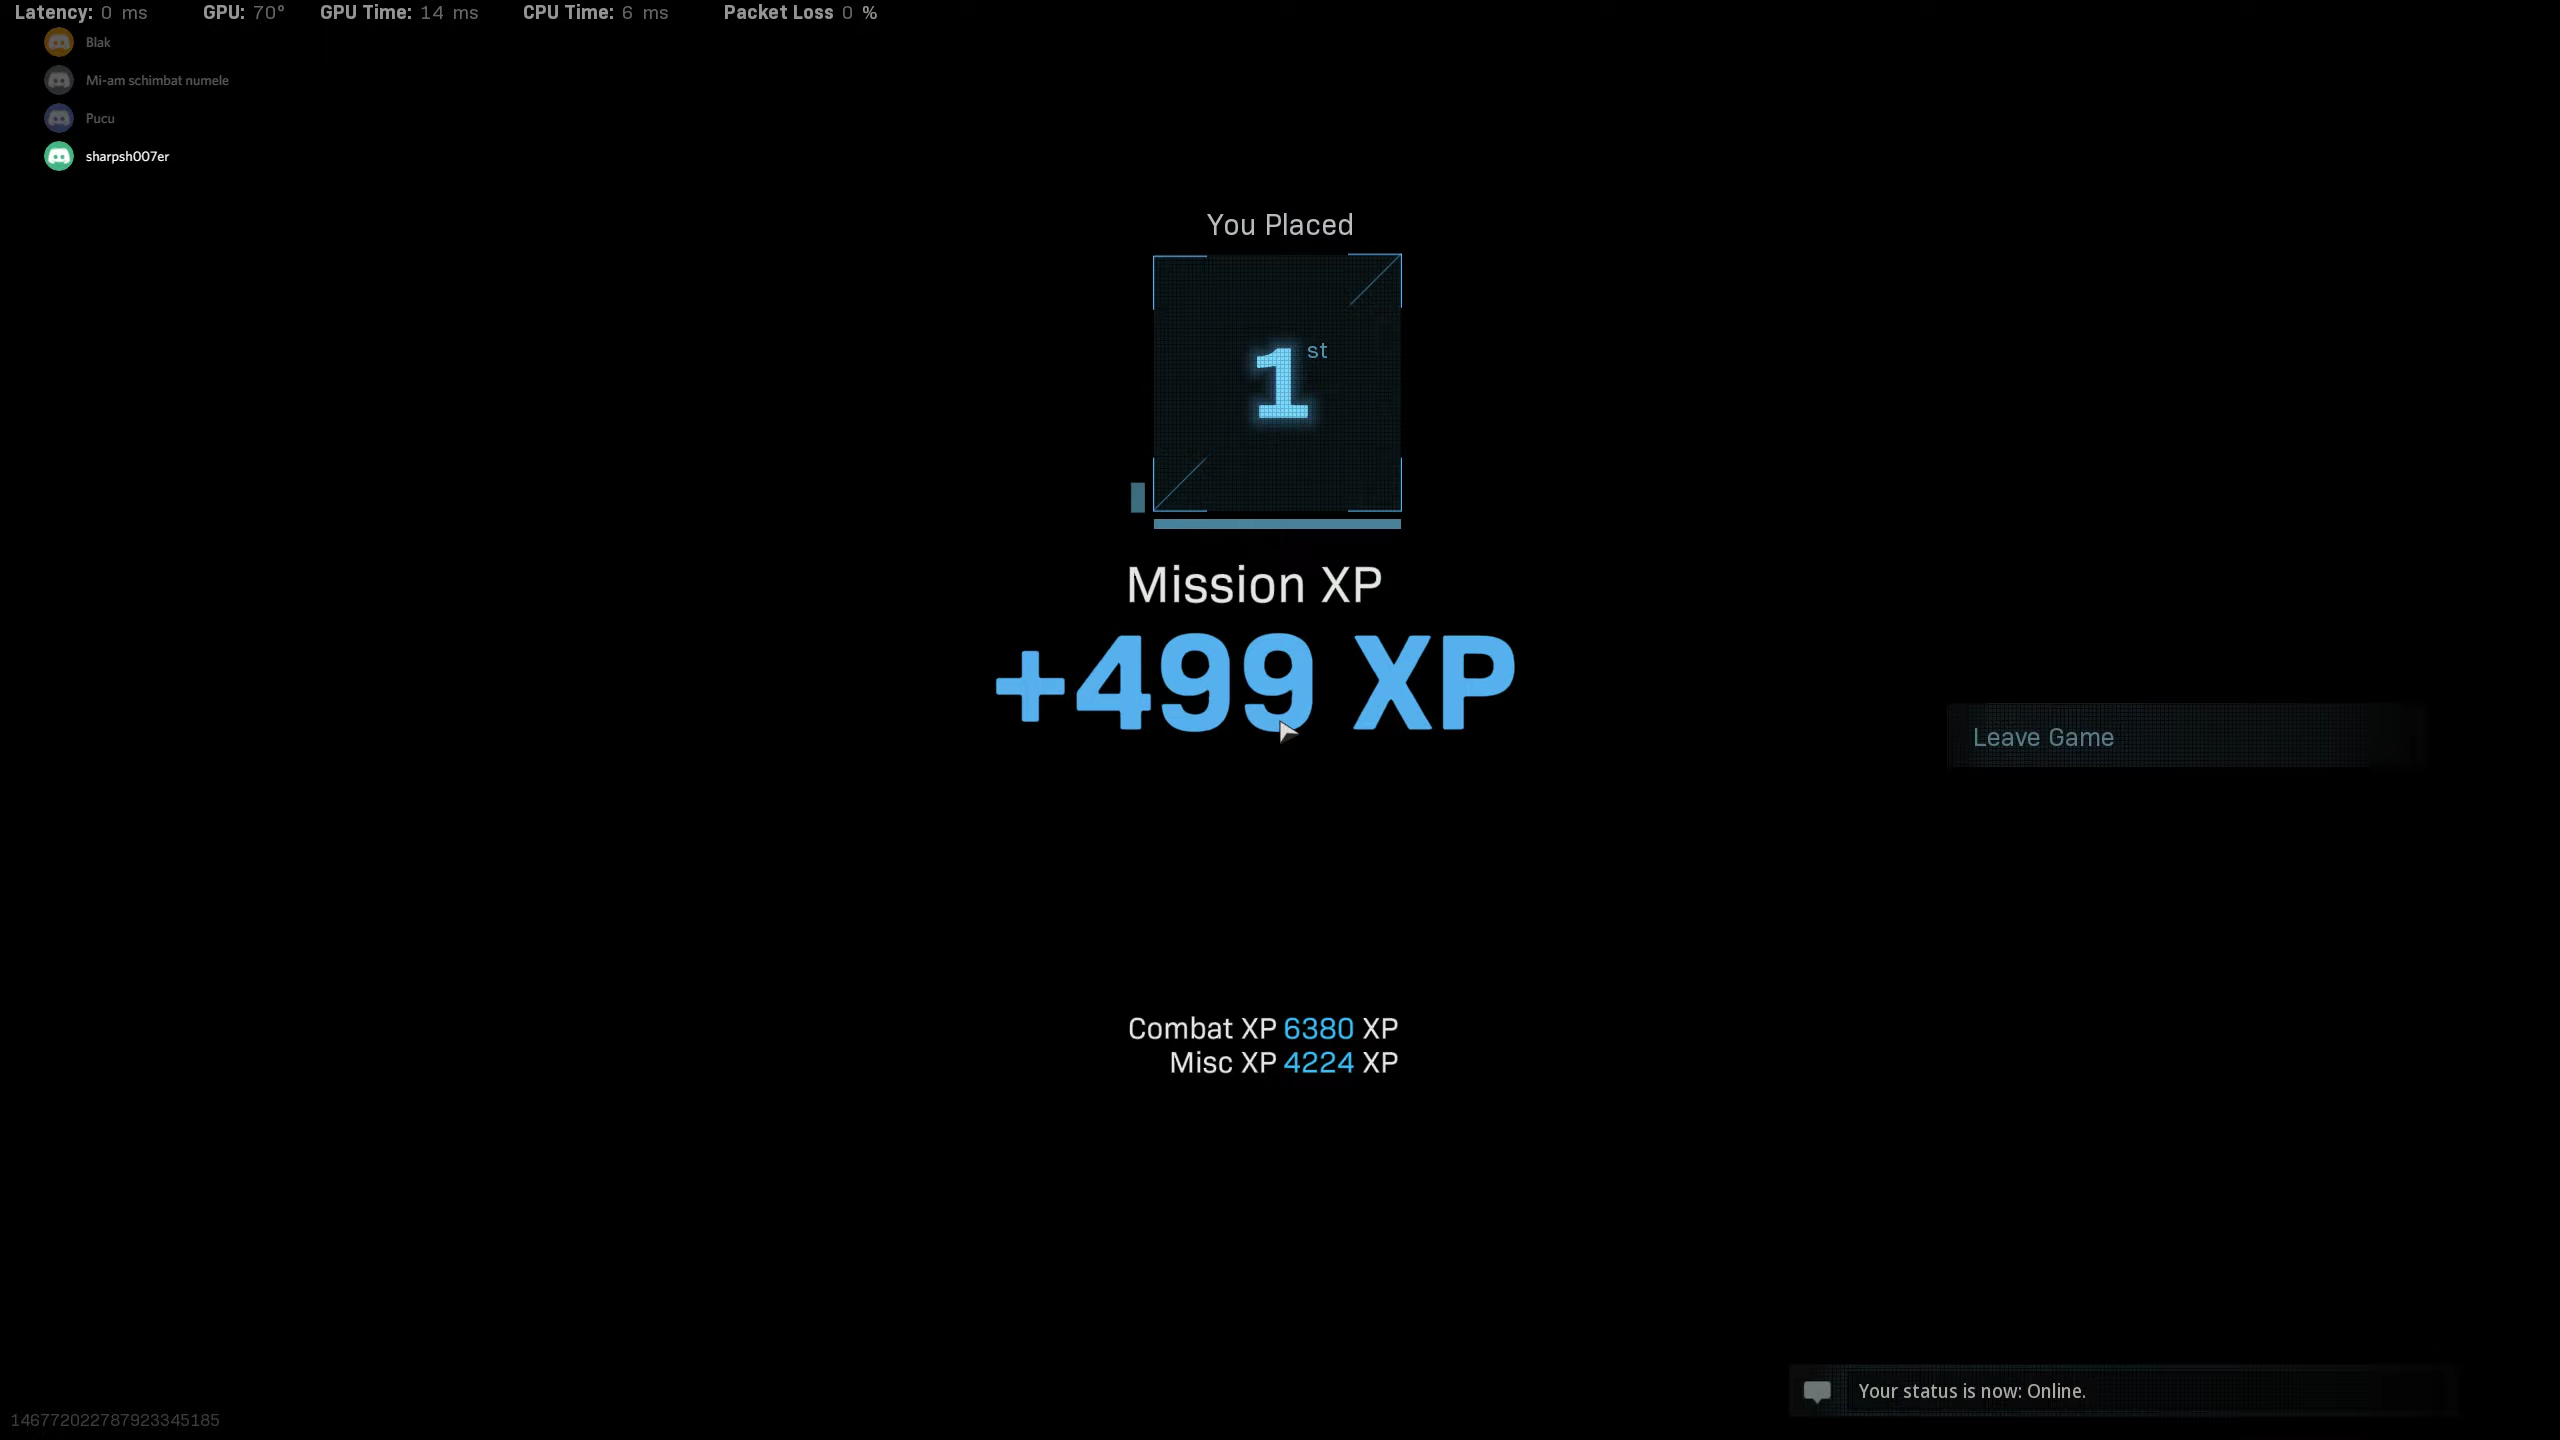 Latency: 0 ms GPU: 70° GPU Time: 14 ms CPU Time: 6 ms Packet Loss 0 %
Blak
Mi-am schimbat numele
Pucu
sharpsh007er
You Placed
1st
Mission XP
+499 XP
Leave Game
Combat XP 6380 XP
Misc XP 4224 XP
Your status is now: Online.
146772022787923345185